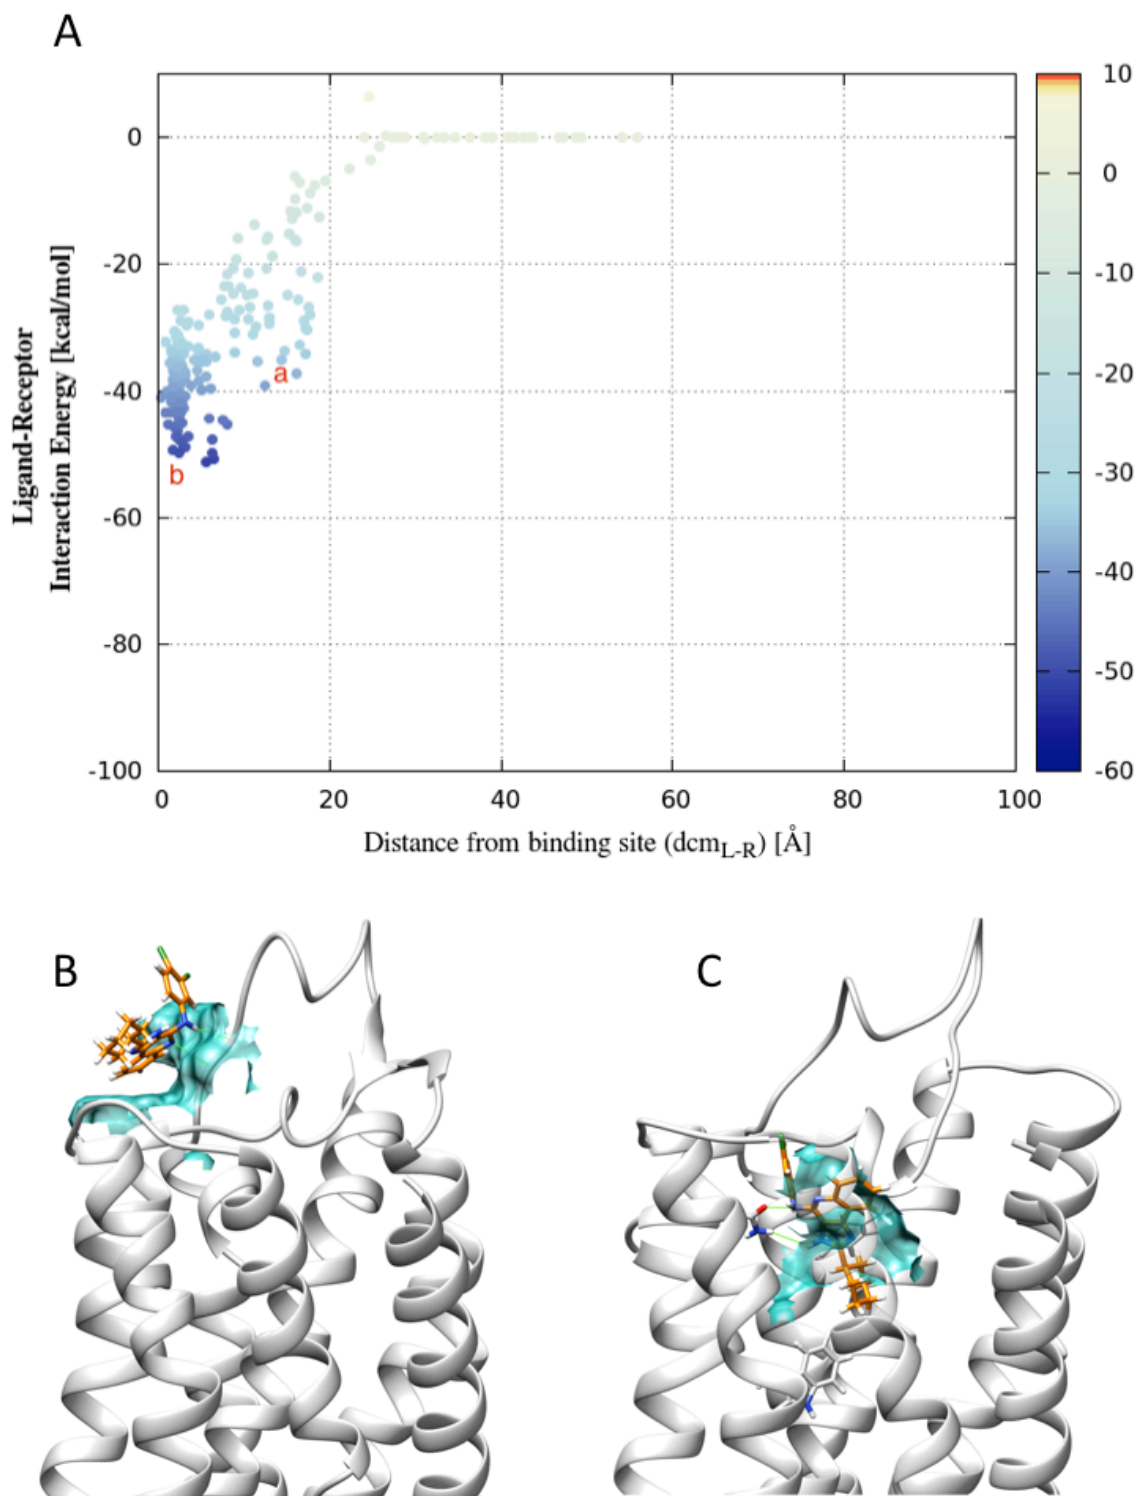 A
10
0
-10
-20
-30
-40
-50
-60
0
-20
-40
-60
-80
-100
Ligand-Receptor
Interaction Energy [kcal/mol]
a
b
0 20 40 60 80 100
Distance from binding site (dcmL-R) [Å]
B
C